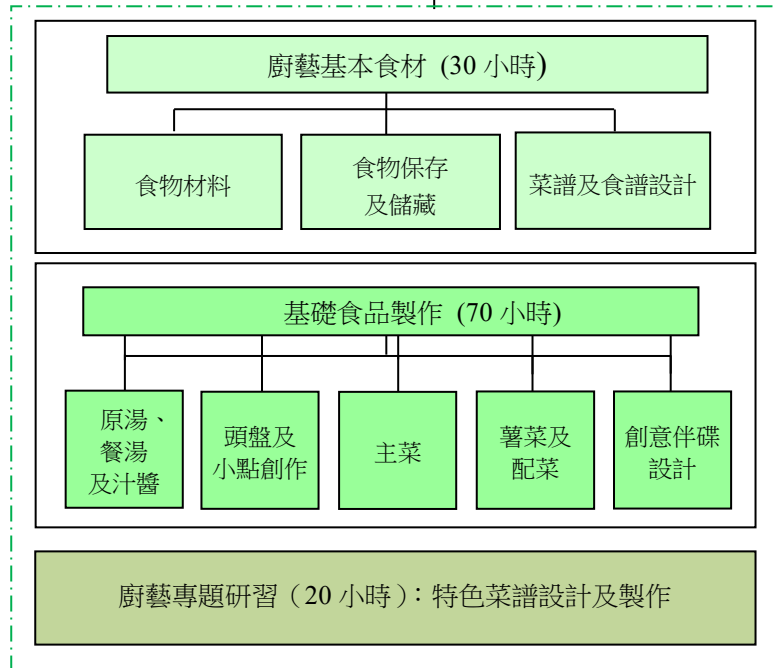 廚藝基本食材 (30 小時)
食物材料
食物保存
及儲藏
菜譜及食譜設計
基礎食品製作 (70 小時)
原湯、
餐湯
及汁醬
頭盤及
小點創作
主菜
薯菜及
配菜
創意伴碟
設計
廚藝專題研習（20 小時）：特色菜譜設計及製作